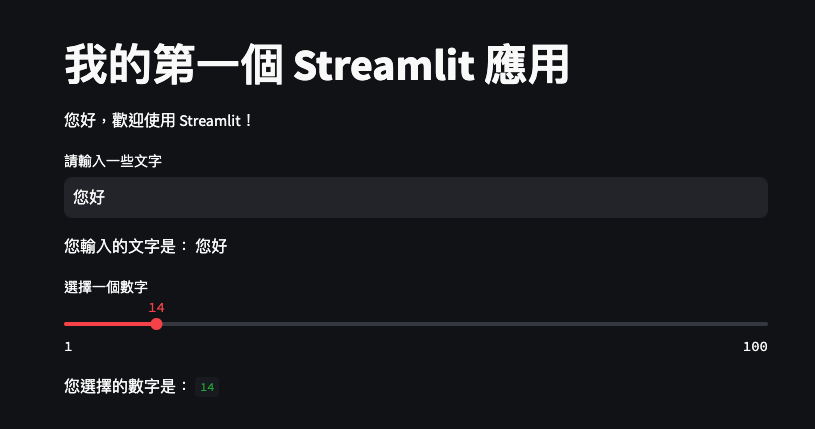 我的第一個 Streamlit 應用
您好，歡迎使用 Streamlit！
請輸入一些文字
您好
您輸入的文字是： 您好
選擇一個數字
14
1 100
您選擇的數字是： 14